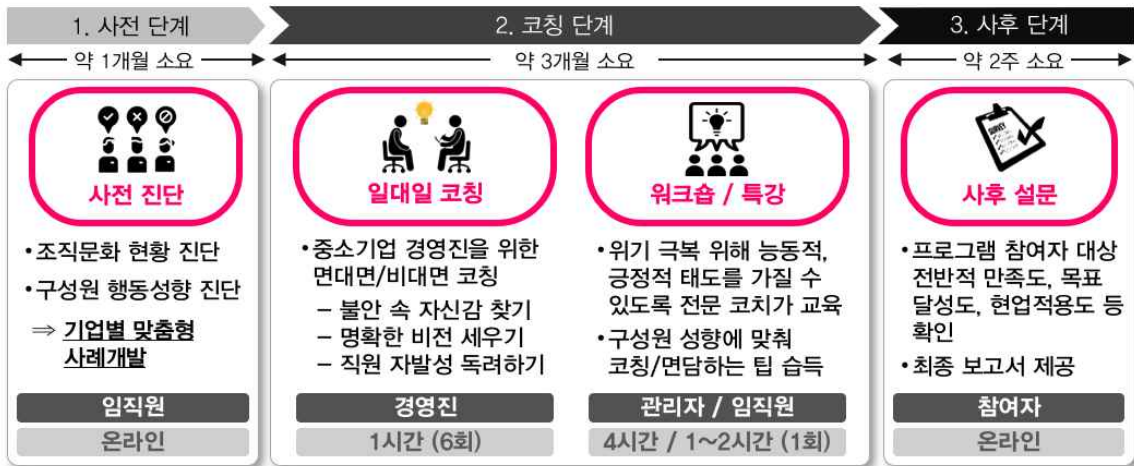 1. 사전 단계
2. 코칭 단계
3. 사후 단계
약 1개월 소요
약 3개월 소요
약 2주 소요
사전 진단
•조직문화 현황 진단
•구성원 행동성향 진단
⇒ 기업별 맞춤형
사례개발
임직원
온라인
일대일 코칭
•중소기업 경영진을 위한
면대면/비대면 코칭
– 불안 속 자신감 찾기
– 명확한 비전 세우기
– 직원 자발성 독려하기
경영진
1시간 (6회)
워크숍 / 특강
•위기 극복 위해 능동적,
긍정적 태도를 가질 수
있도록 전문 코치가 교육
•구성원 성향에 맞춰
코칭/면담하는 팁 습득
관리자 / 임직원
4시간 / 1~2시간 (1회)
SURVEY
사후 설문
•프로그램 참여자 대상
전반적 만족도, 목표
달성도, 현업적용도 등
확인
•최종 보고서 제공
참여자
온라인